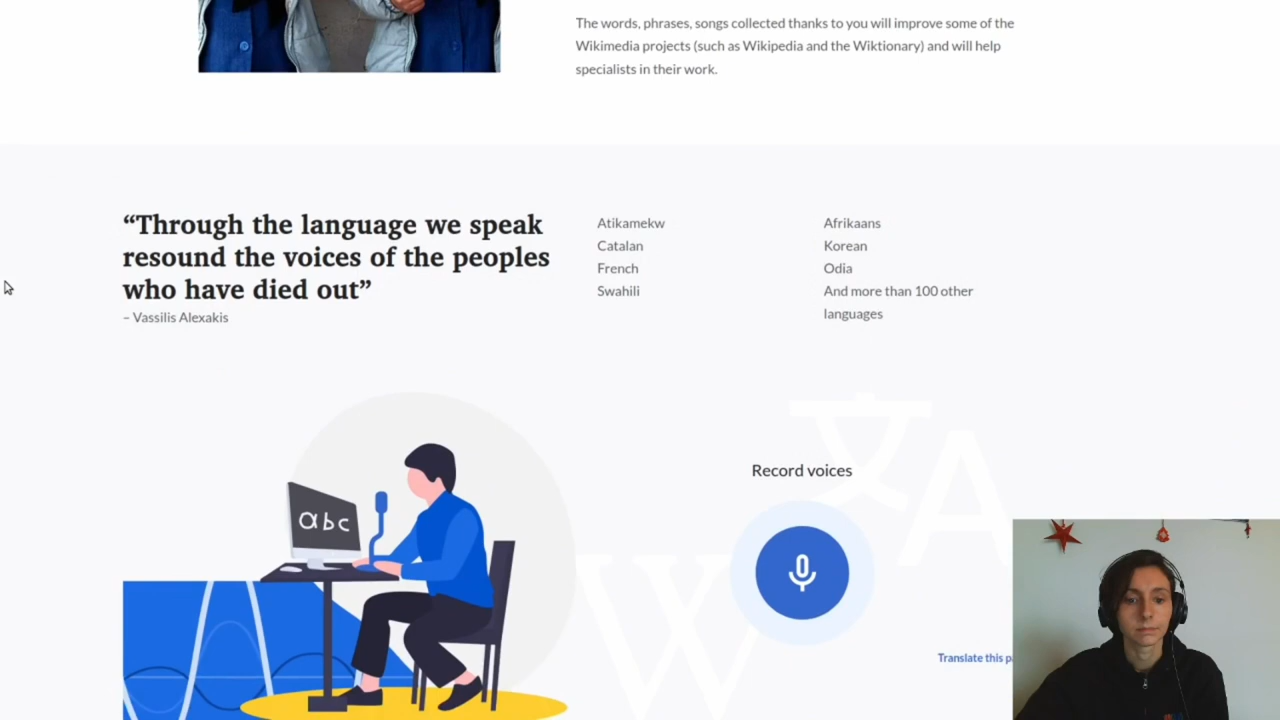 The words, phrases, songs collected thanks to you will improve some of the
Wikimedia projects (such as Wikipedia and the Wiktionary) and will help
specialists in their work.
“Through the language we speak
resound the voices of the peoples
who have died out”
– Vassilis Alexakis
Atikamekw
Catalan
French
Swahili
Afrikaans
Korean
Odia
And more than 100 other
languages
abc
Record voices
文A
W
Translate this